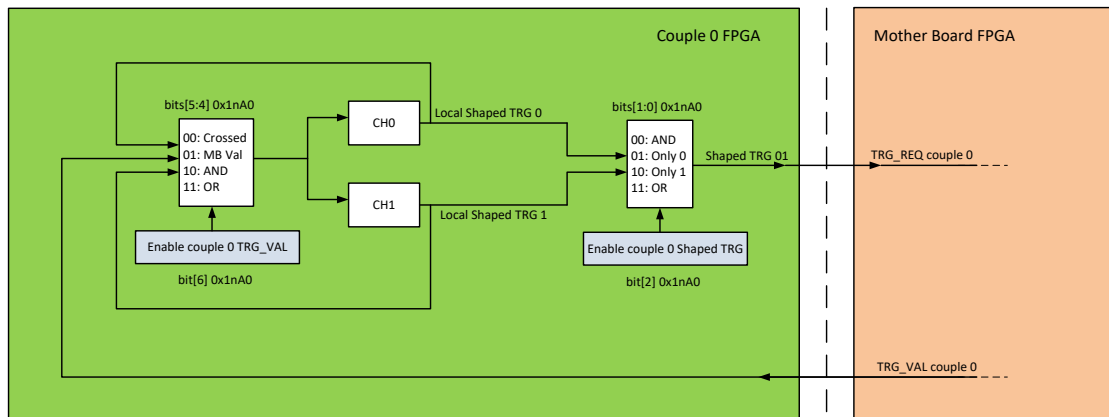 Couple 0 FPGA
Mother Board FPGA
bits[5:4] 0x1nA0
00: Crossed
01: MB Val
10: AND
11: OR
Enable couple 0 TRG_VAL
bit[6] 0x1nA0
CH0
CH1
Local Shaped TRG 0
Local Shaped TRG 1
bits[1:0] 0x1nA0
00: AND
01: Only 0
10: Only 1
11: OR
Enable couple 0 Shaped TRG
bit[2] 0x1nA0
Shaped TRG 01
TRG_REQ couple 0
TRG_VAL couple 0